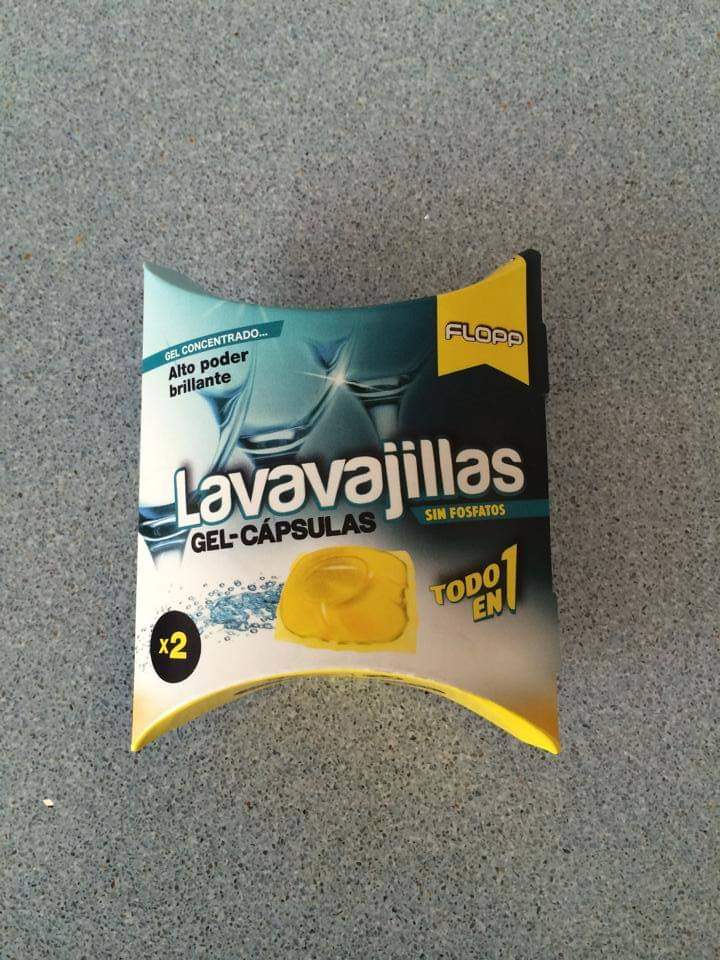 FLOPP
GEL CONCENTRADO...
Alto poder
brillante
Lavavajillas
SIN FOSFATOS
GEL-CÁPSULAS
TODO
EN 1
x2